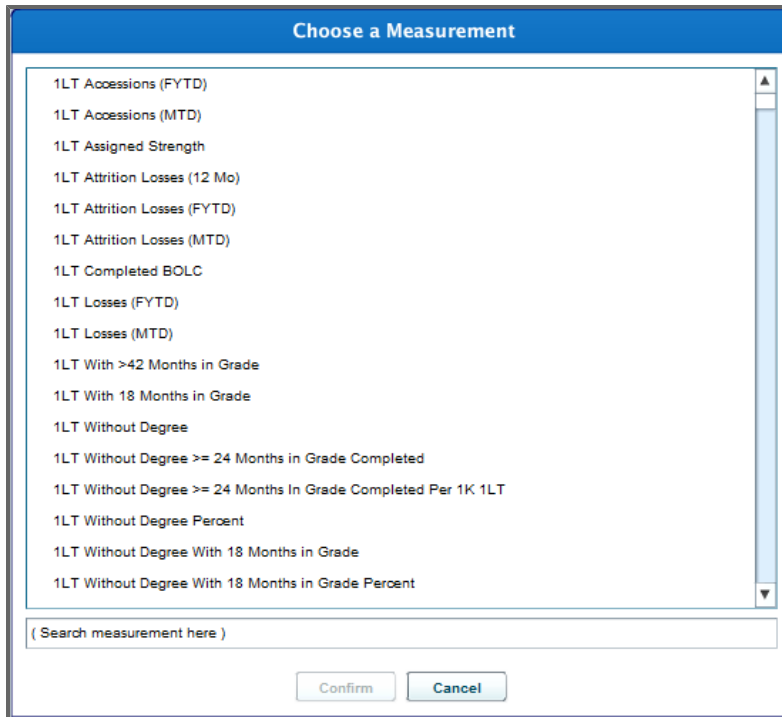 Choose a Measurement
1LT Accessions (FYTD)
1LT Accessions (MTD)
1LT Assigned Strength
1LT Attrition Losses (12 Mo)
1LT Attrition Losses (FYTD)
1LT Attrition Losses (MTD)
1LT Completed BOLC
1LT Losses (FYTD)
1LT Losses (MTD)
1LT With >42 Months in Grade
1LT With 18 Months in Grade
1LT Without Degree
1LT Without Degree >= 24 Months in Grade Completed
1LT Without Degree >= 24 Months In Grade Completed Per 1K 1LT
1LT Without Degree Percent
1LT Without Degree With 18 Months in Grade
1LT Without Degree With 18 Months in Grade Percent
( Search measurement here )
Confirm Cancel